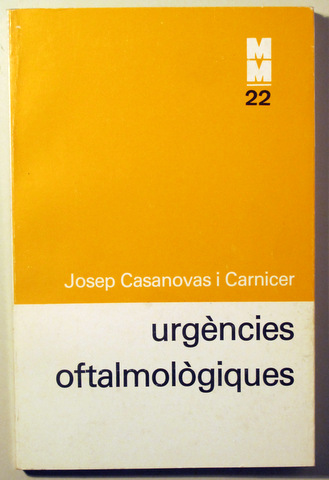 MM
22
Josep Casanovas i Carnicer
urgències
oftalmològiques